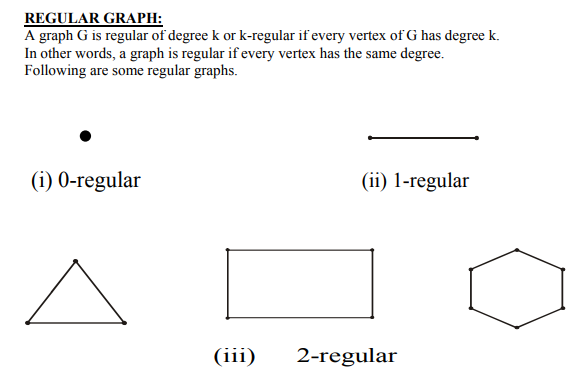 REGULAR GRAPH:
A graph G is regular of degree k or k-regular if every vertex of G has degree k.
In other words, a graph is regular if every vertex has the same degree.
Following are some regular graphs.
(i) 0-regular
(ii) 1-regular
(iii) 2-regular